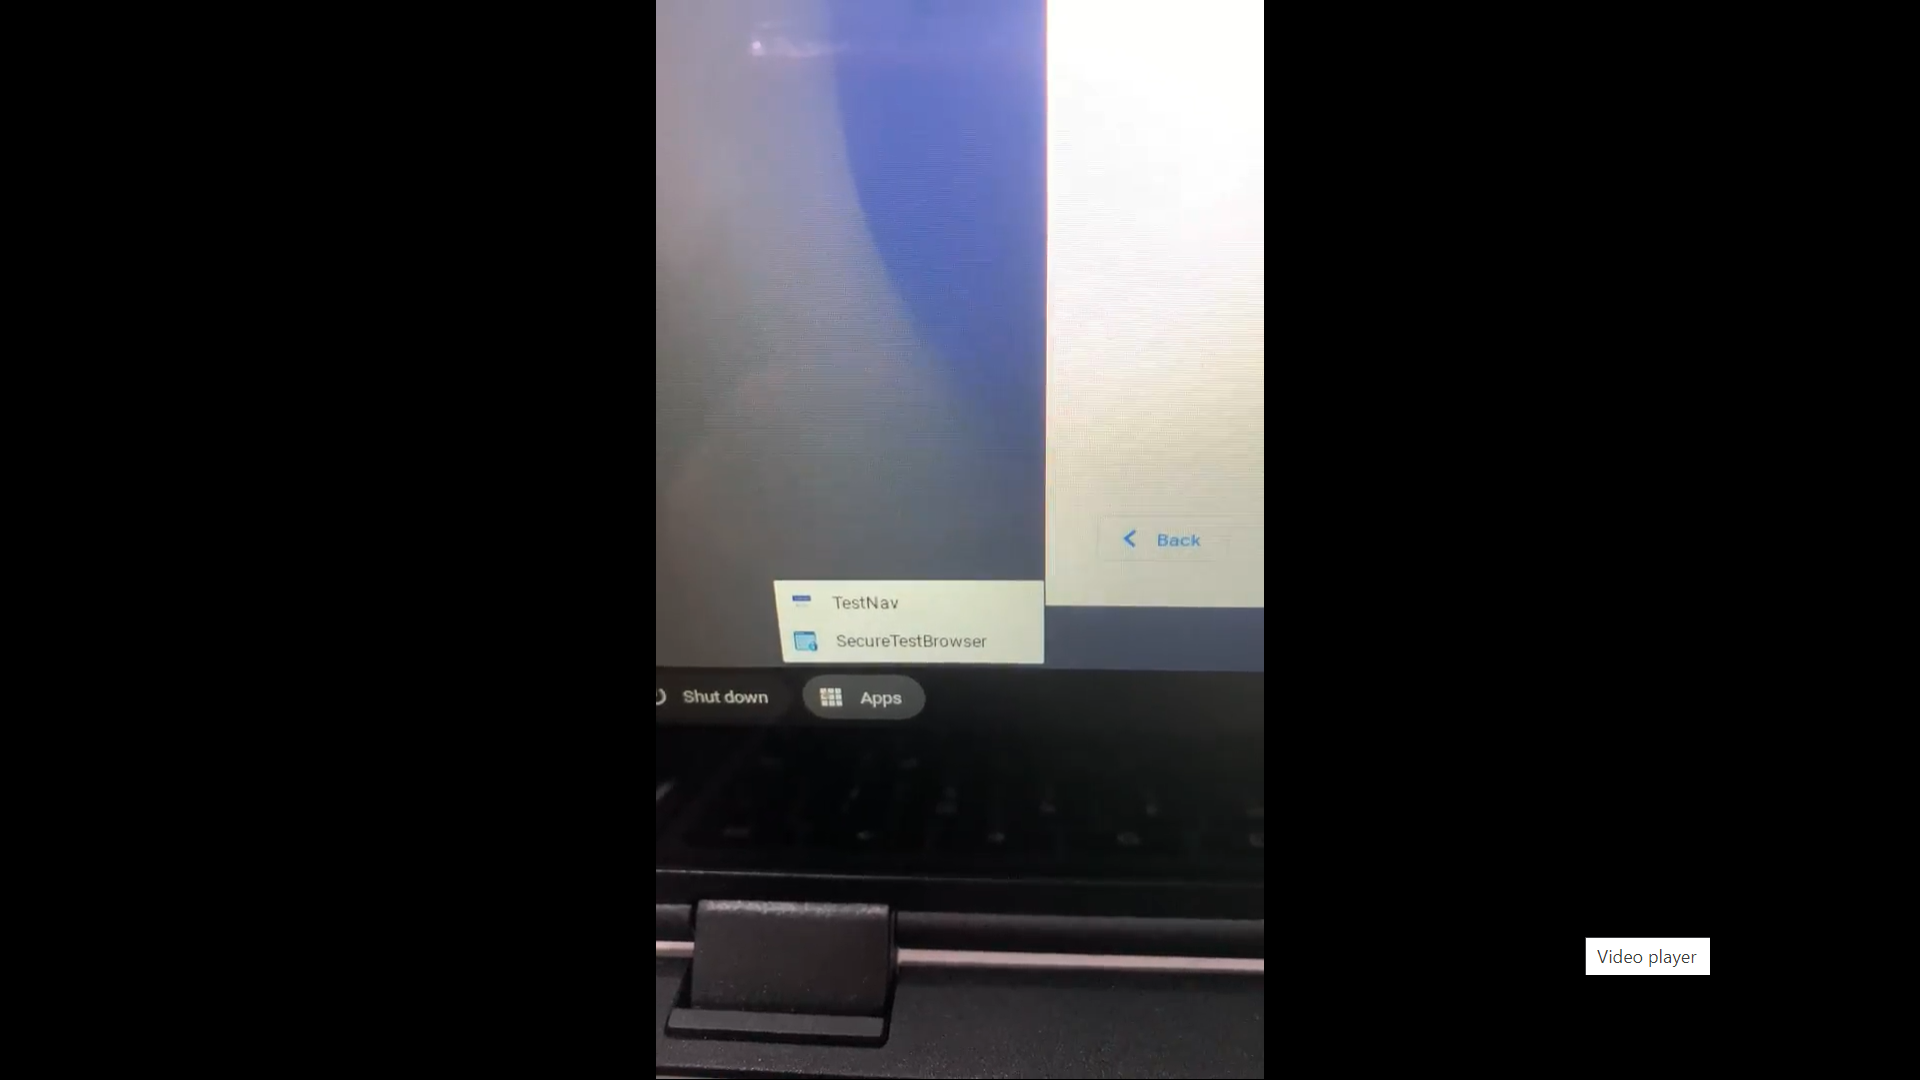 Back
TestNav
SecureTestBrowser
Shut down
Apps
Video player